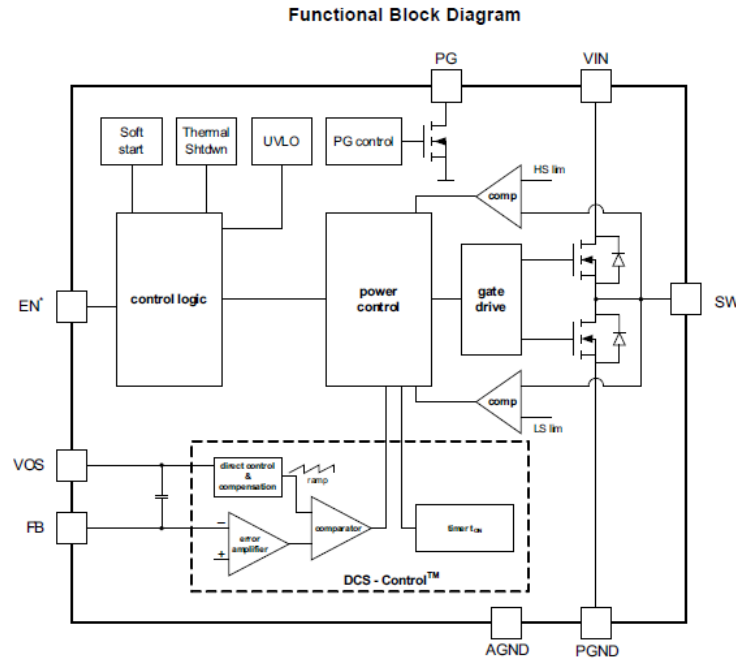 Functional Block Diagram
PG
VIN
Soft
start
Thermal
Shtdwn
UVLO
PG control
HS lim
comp
control logic
power
control
gate
drive
EN*
SW
comp
LS lim
VOS
direct control
&
compensation
ramp
FB
−
error
amplifier
+
comparator
timer tON
DCS - Control™
AGND
PGND